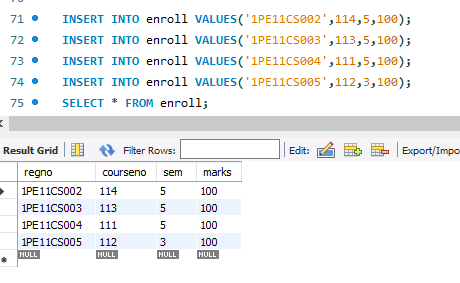 71 INSERT INTO enroll VALUES('1PE11CS002',114,5,100);
72 INSERT INTO enroll VALUES('1PE11CS003',113,5,100);
73 INSERT INTO enroll VALUES('1PE11CS004',111,5,100);
74 INSERT INTO enroll VALUES('1PE11CS005',112,3,100);
75 SELECT * FROM enroll;
Result Grid Filter Rows: Edit: Export/Impo
regno courseno sem marks
1PE11CS002 114 5 100
1PE11CS003 113 5 100
1PE11CS004 111 5 100
1PE11CS005 112 3 100
NULL NULL NULL NULL